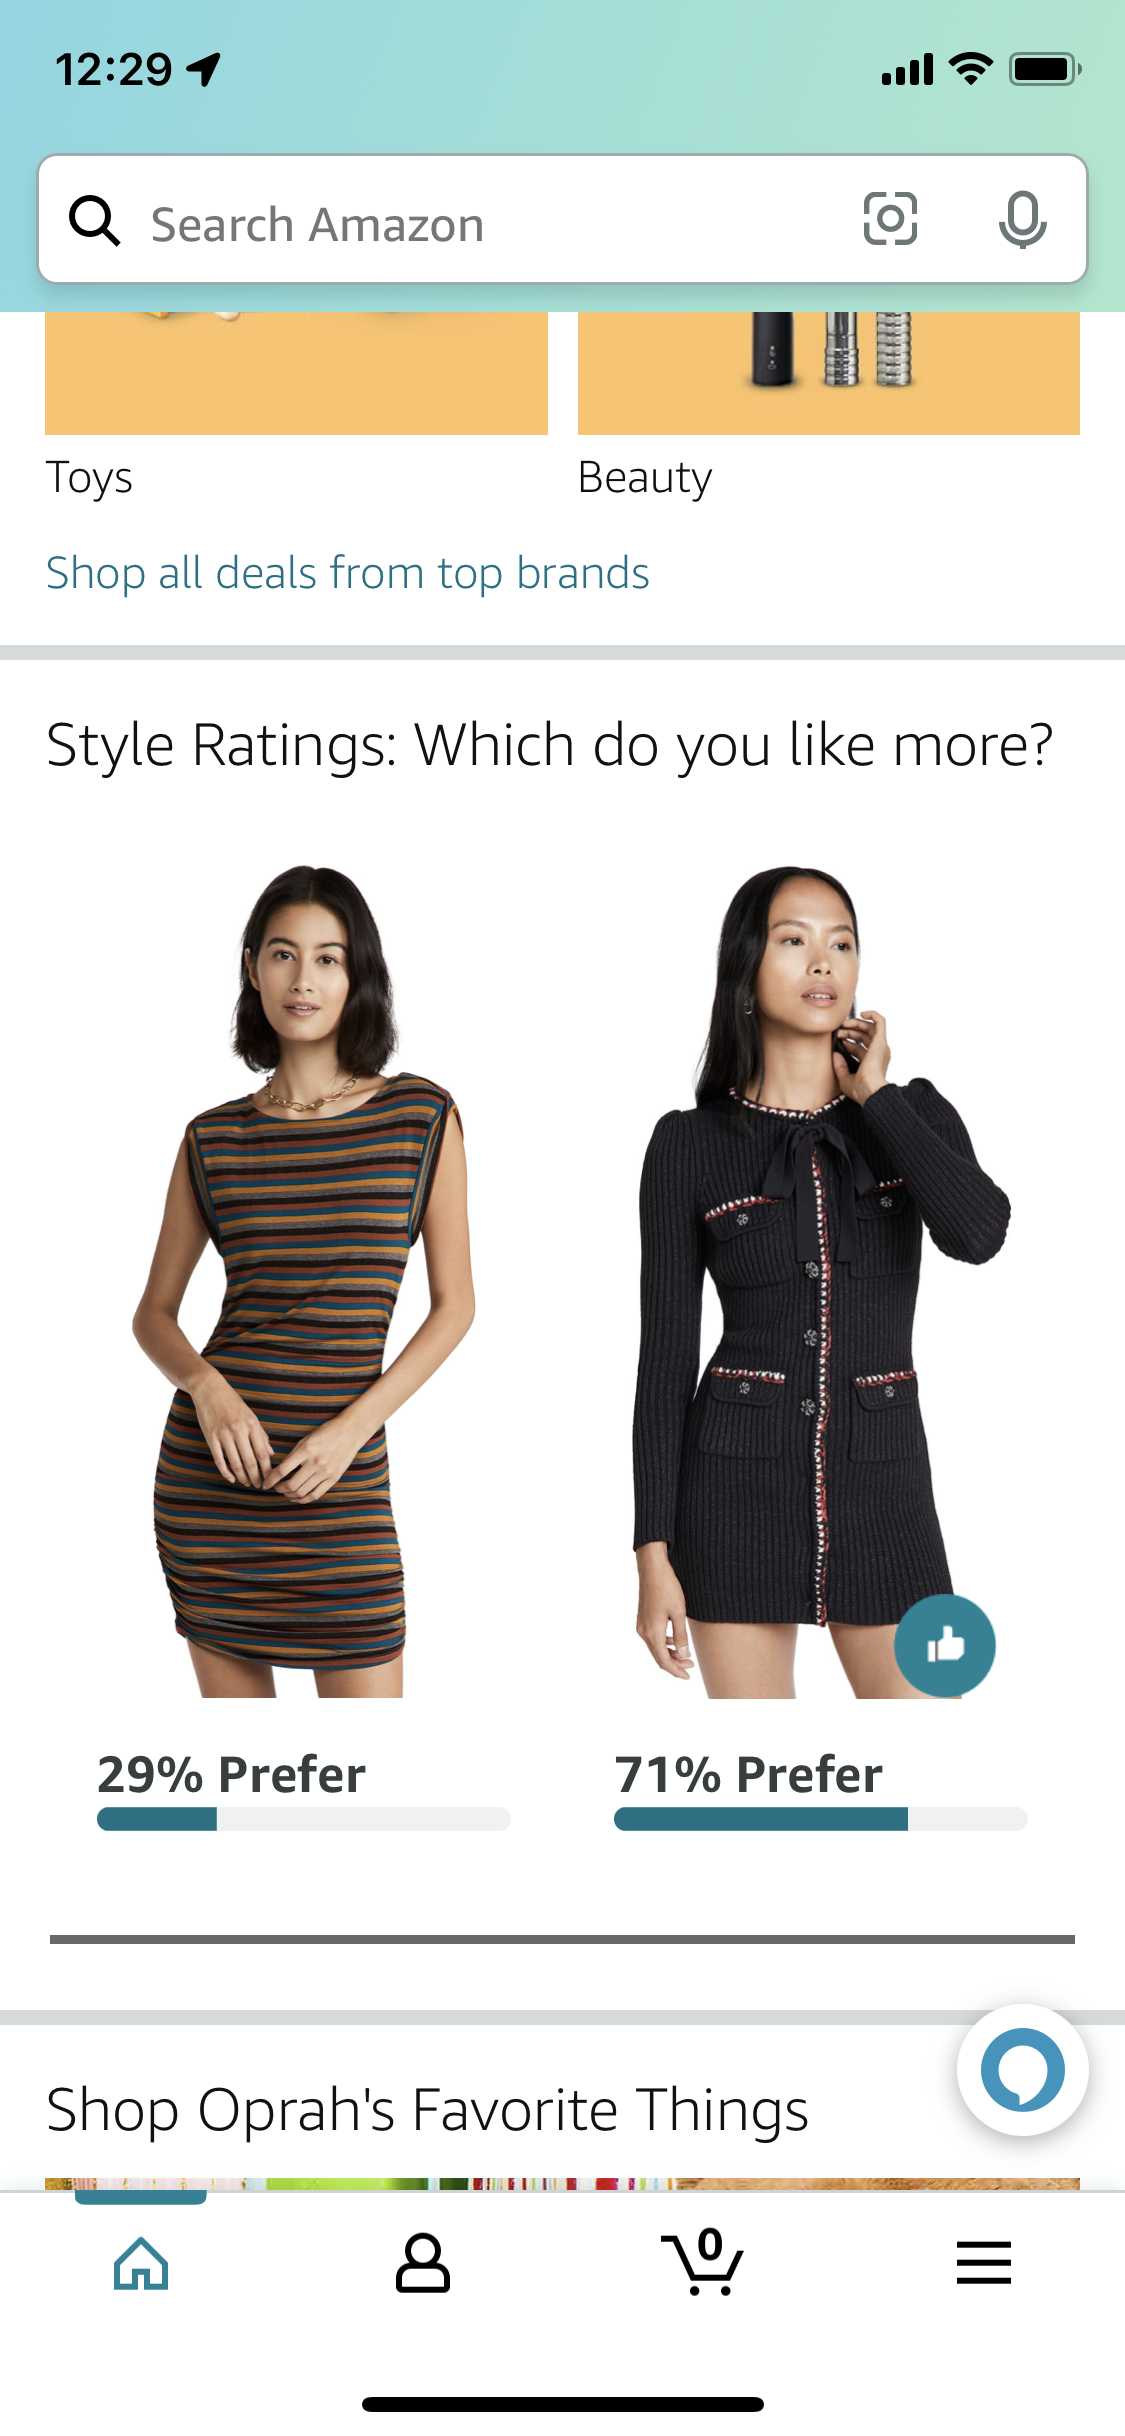 12:29
Search Amazon
Toys
Beauty
Shop all deals from top brands
Style Ratings: Which do you like more?
29% Prefer
71% Prefer
Shop Oprah's Favorite Things
0